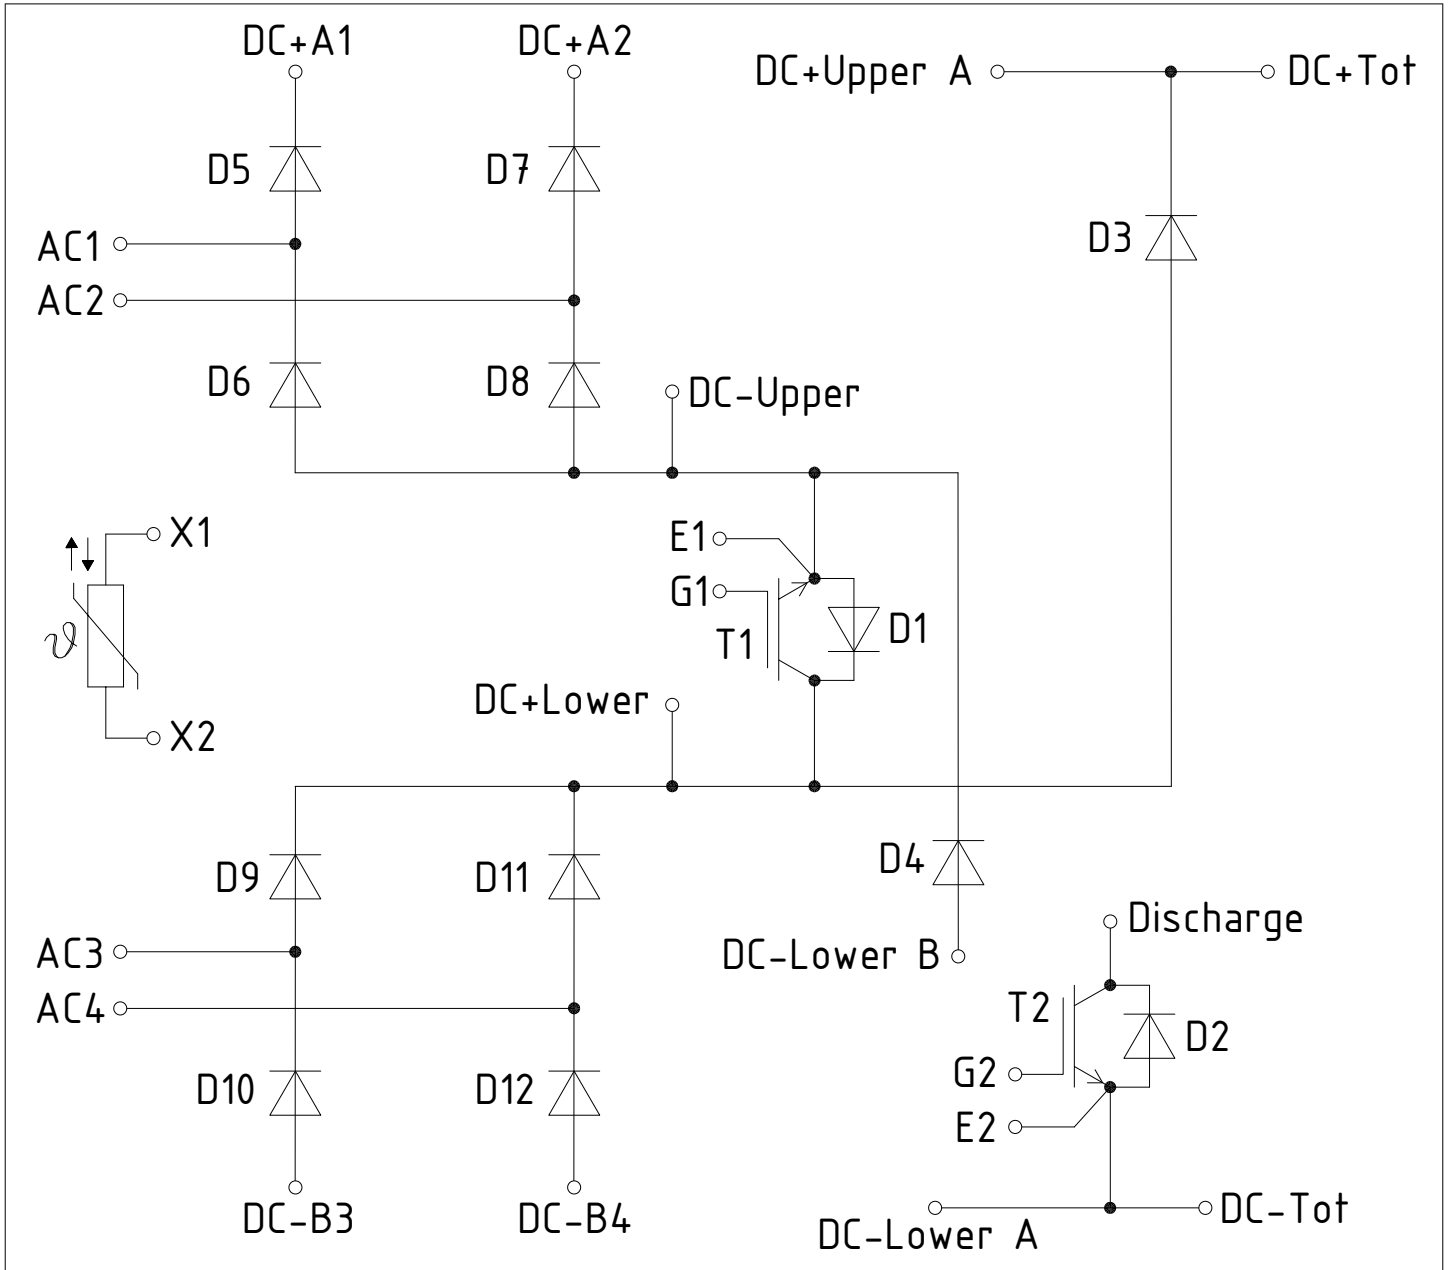 DC+A1
DC+A2
DC+Upper A
DC+Tot
D5
D7
AC1
D3
AC2
D6
D8
DC-Upper
X1
E1
G1
T1
D1
ϑ
DC+Lower
X2
D9
D11
D4
Discharge
AC3
DC-Lower B
AC4
T2
D2
G2
D10
D12
E2
DC-B3
DC-B4
DC-Lower A
DC-Tot